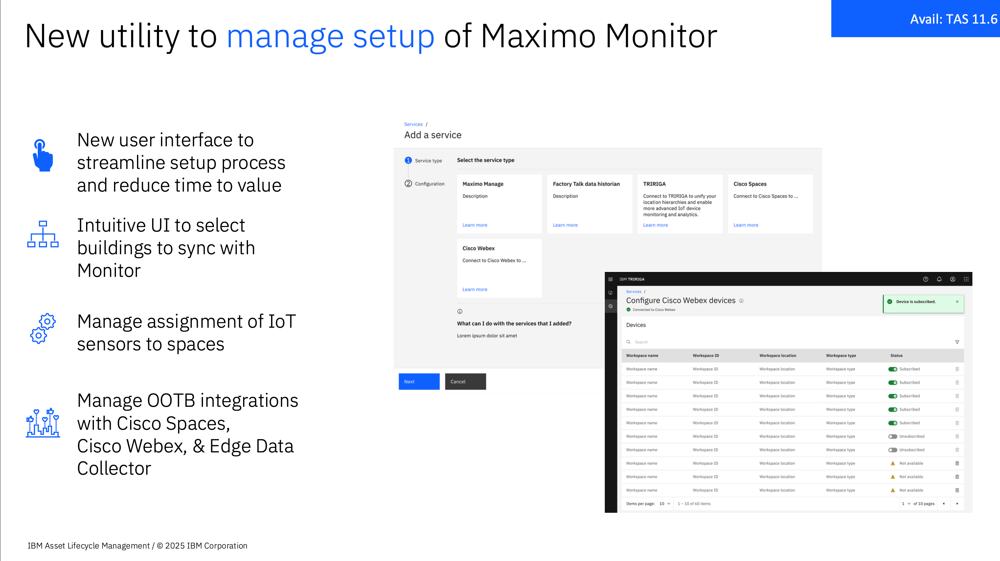 Avail: TAS 11.6
New utility to manage setup of Maximo Monitor
New user interface to
streamline setup process
and reduce time to value
Intuitive UI to select
buildings to sync with
Monitor
Manage assignment of IoT
sensors to spaces
Manage OOTB integrations
with Cisco Spaces,
Cisco Webex, & Edge Data
Collector
Services /
Add a service
1 Service type
2 Configuration
Select the service type
Maximo Manage
Description
Learn more
Factory Talk data historian
Description
Learn more
TRIRIGA
Connect to TRIRIGA to unify your
location hierarchies and enable
more advanced IoT device
monitoring and analytics.
Learn more
Cisco Spaces
Connect to Cisco Spaces to ...
Learn more
Cisco Webex
Connect to Cisco Webex to ...
Learn more
What can I do with the services that I added?
Lorem ipsum dolor sit amet
Next
Cancel
IBM TRIRIGA
Services /
Configure Cisco Webex devices
Connected to Cisco Webex
Device is subscribed.
Devices
Search
Workspace name Workspace ID Workspace location Workspace type Status
Workspace name Workspace ID Workspace location Workspace type Subscribed
Workspace name Workspace ID Workspace location Workspace type Subscribed
Workspace name Workspace ID Workspace location Workspace type Subscribed
Workspace name Workspace ID Workspace location Workspace type Subscribed
Workspace name Workspace ID Workspace location Workspace type Subscribed
Workspace name Workspace ID Workspace location Workspace type Unsubscribed
Workspace name Workspace ID Workspace location Workspace type Unsubscribed
Workspace name Workspace ID Workspace location Workspace type Not available
Workspace name Workspace ID Workspace location Workspace type Not available
Workspace name Workspace ID Workspace location Workspace type Not available
Items per page: 10 1 – 10 of 60 items 1 of 10 pages
IBM Asset Lifecycle Management / © 2025 IBM Corporation